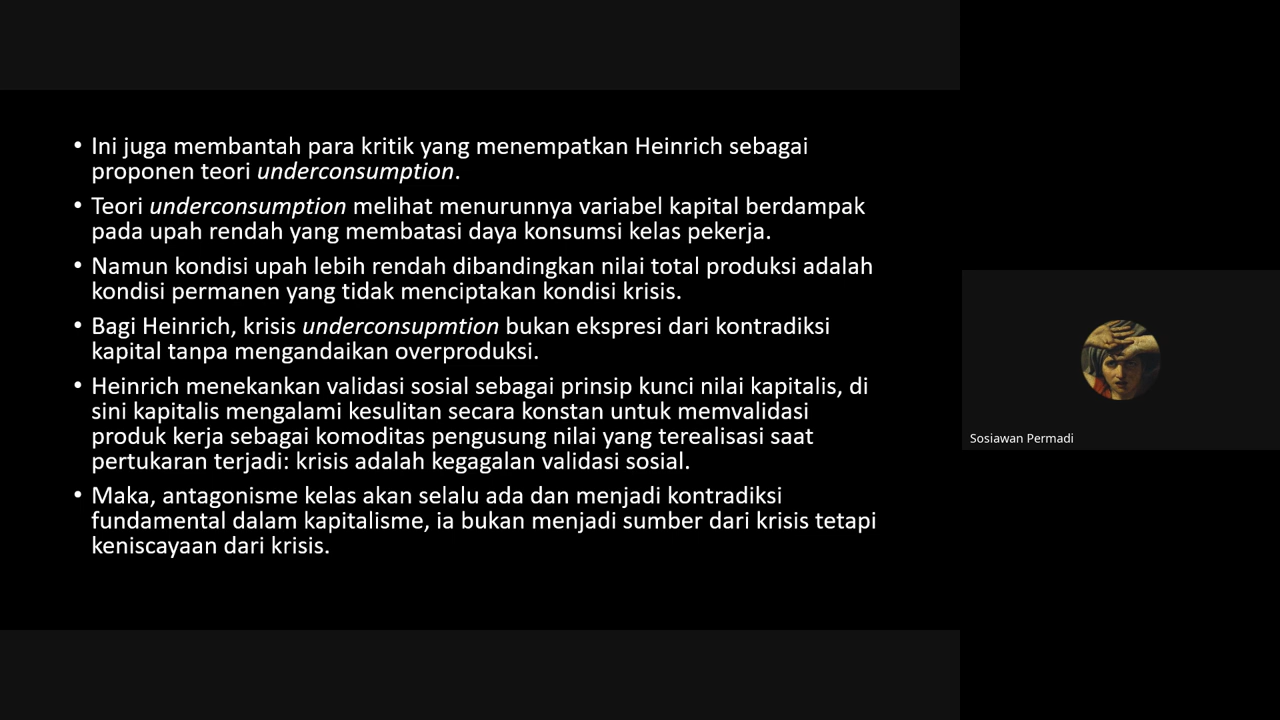 • Ini juga membantah para kritik yang menempatkan Heinrich sebagai
proponen teori underconsumption.
• Teori underconsumption melihat menurunnya variabel kapital berdampak
pada upah rendah yang membatasi daya konsumsi kelas pekerja.
• Namun kondisi upah lebih rendah dibandingkan nilai total produksi adalah
kondisi permanen yang tidak menciptakan kondisi krisis.
• Bagi Heinrich, krisis underconsupmtion bukan ekspresi dari kontradiksi
kapital tanpa mengandaikan overproduksi.
• Heinrich menekankan validasi sosial sebagai prinsip kunci nilai kapitalis, di
sini kapitalis mengalami kesulitan secara konstan untuk memvalidasi
produk kerja sebagai komoditas pengusung nilai yang terealisasi saat
pertukaran terjadi: krisis adalah kegagalan validasi sosial.
• Maka, antagonisme kelas akan selalu ada dan menjadi kontradiksi
fundamental dalam kapitalisme, ia bukan menjadi sumber dari krisis tetapi
keniscayaan dari krisis.
Sosiawan Permadi